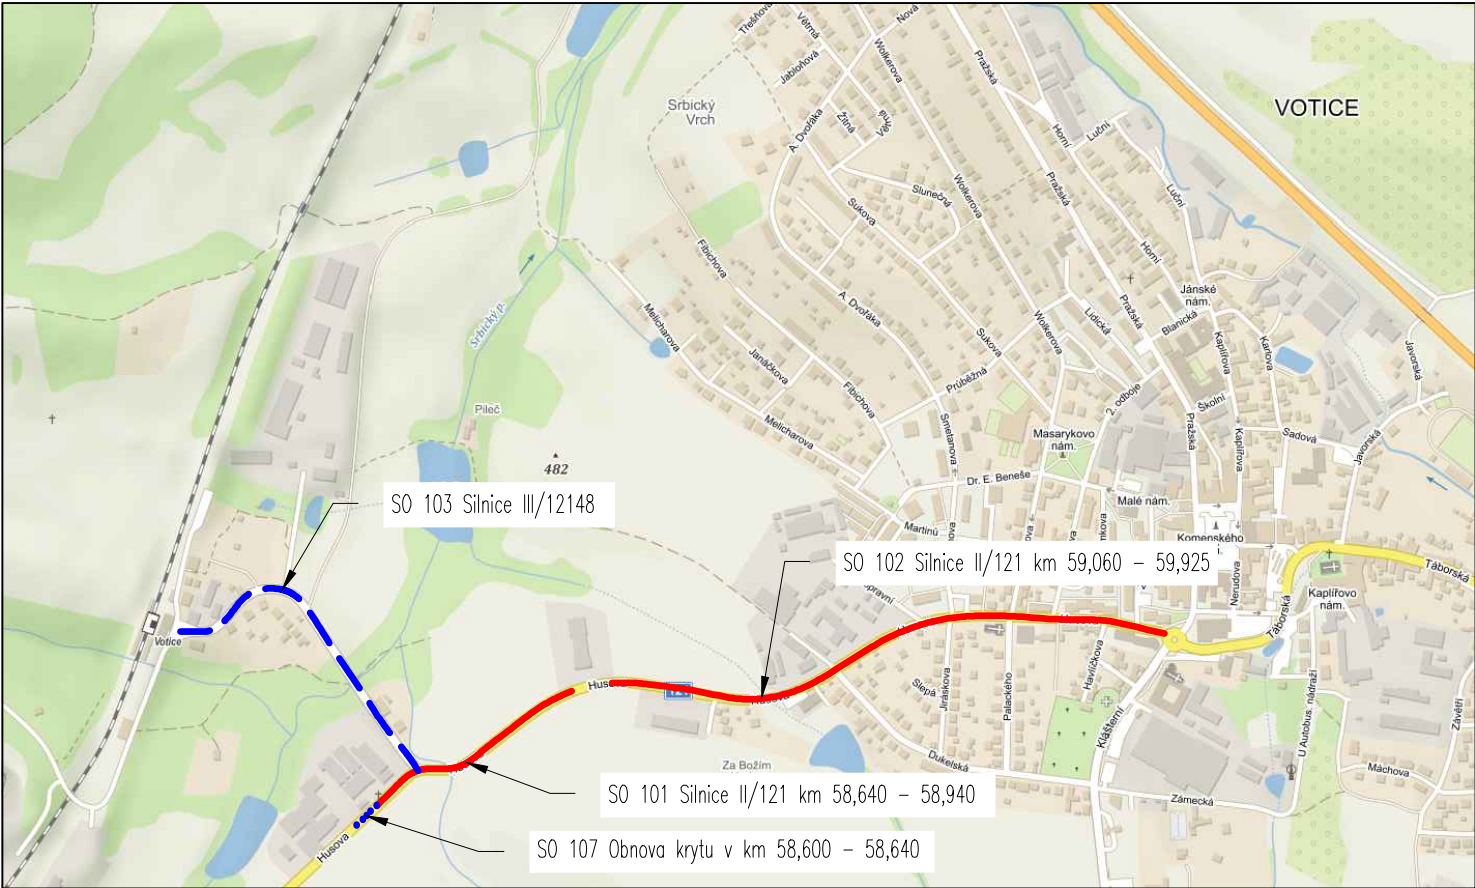 Třešňová
Větrná
Nová
Jabloňová
Wolkerova
Pražská
Srbický
Vrch
VOTICE
A. Dvořáka
Žitná
Horní
Luční
Slunečná
Wolkerova
Pražská
Luční
Sukova
Fibichova
Horní
Jánské
nám.
A. Dvořáka
Pražská
Srbický p.
Melicharova
Wolkerova
Lidická
Blanická
Sukova
Kaplířova
Karlova
Javorská
Janáčkova
Průběžná
Fibichova
Školní
2. odboje
Pileč
Melicharova
Smetanova
Masarykovo
nám.
Pražská
Kaplířova
Sadová
Javorská
482
Dr. E. Beneše
Malé nám.
SO 103 Silnice III/12148
Martinů
Komenského
SO 102 Silnice II/121 km 59,060 – 59,925
Táborská
Nerudova
Kaplířovo
nám.
Táborská
Votice
Havlíčkova
Slepá
Jiráskova
Palackého
Klášterní
U Autobus. nádraží
Závětří
Dukelská
Za Božím
Máchova
SO 101 Silnice II/121 km 58,640 – 58,940
Zámecká
Husova
SO 107 Obnova krytu v km 58,600 – 58,640